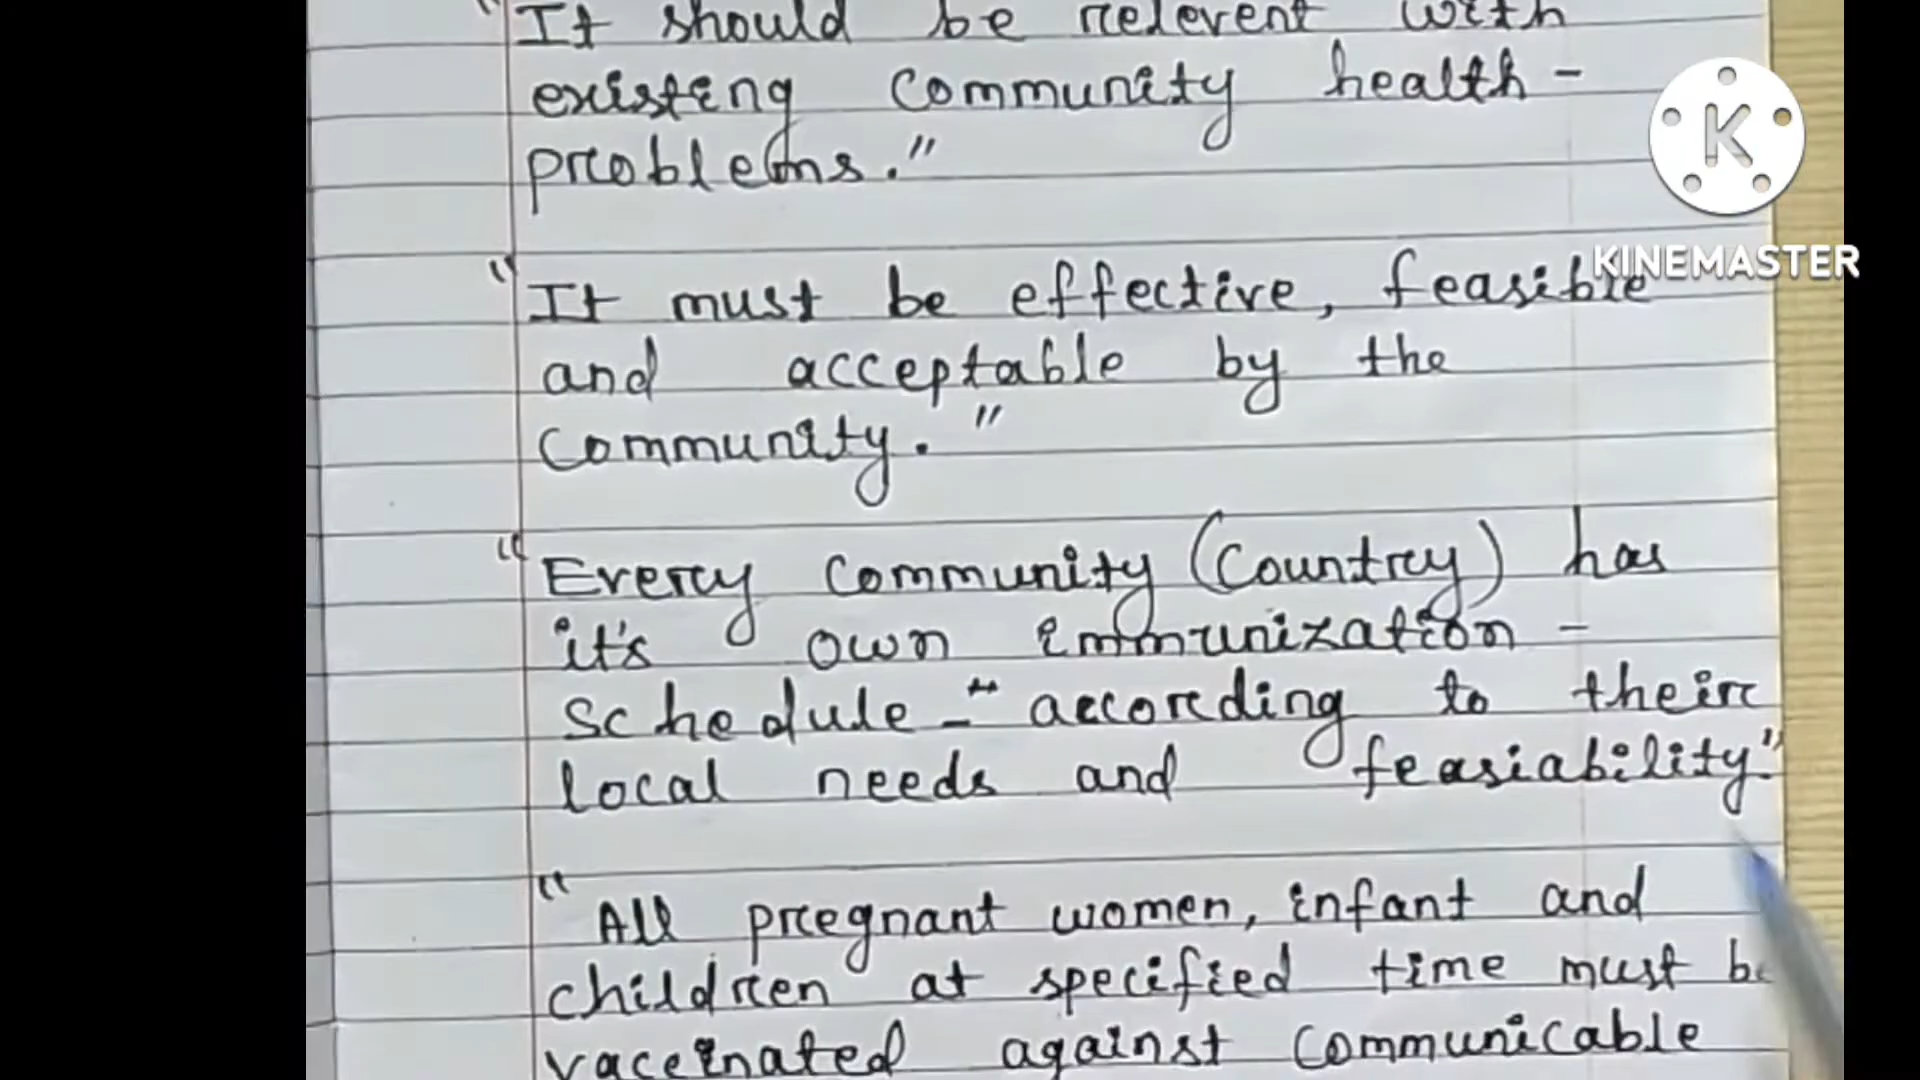 "It should be relevent with
existing community health -
problems."
"It must be effective, feasible
and acceptable by the
community."
"Every community (country) has
it's own immunization -
schedule - "according to their
local needs and feasiability"
"All pregnant women, infant and
children at specified time must be
vaccinated against communicable
K
KINEMASTER